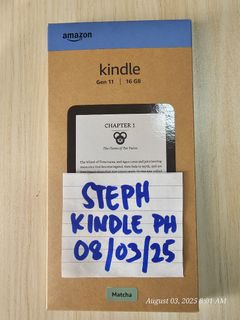 amazon
kindle
Gen 11 | 16 GB
CHAPTER 1
STEPH
KINDLE PH
08/03/25
Matcha
August 03, 2025 8:01 AM